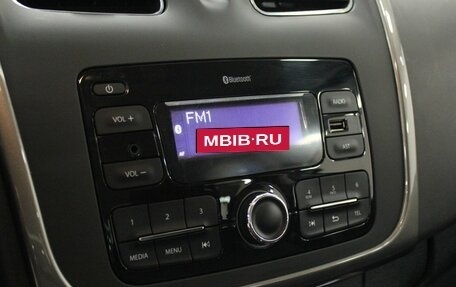 Bluetooth
FM1
RADIO
VOL +
MBIB·RU
AST
VOL −
1 2 3
4 5 6
MEDIA MENU
TEL